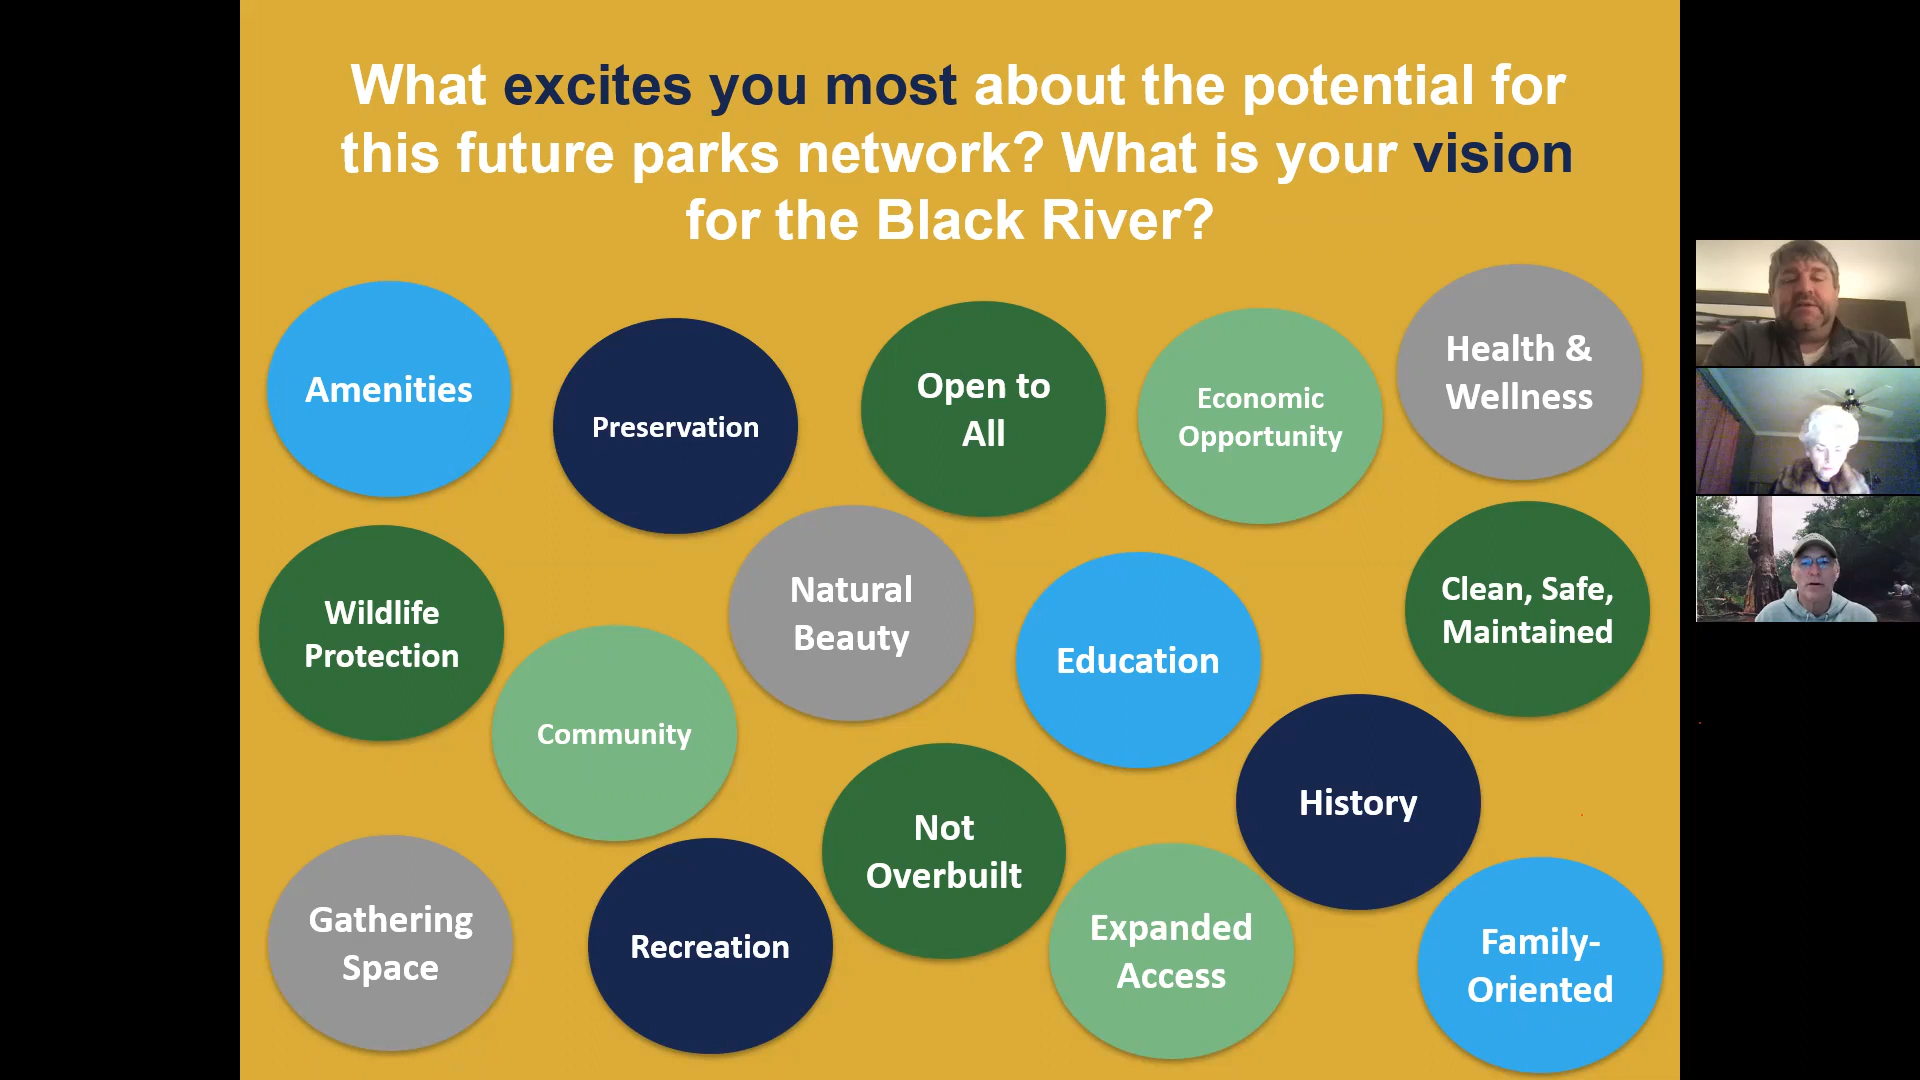 What excites you most about the potential for
this future parks network? What is your vision
for the Black River?
Amenities
Preservation
Open to
All
Economic
Opportunity
Health &
Wellness
Wildlife
Protection
Community
Natural
Beauty
Education
Clean, Safe,
Maintained
Gathering
Space
Recreation
Not
Overbuilt
Expanded
Access
History
Family-
Oriented